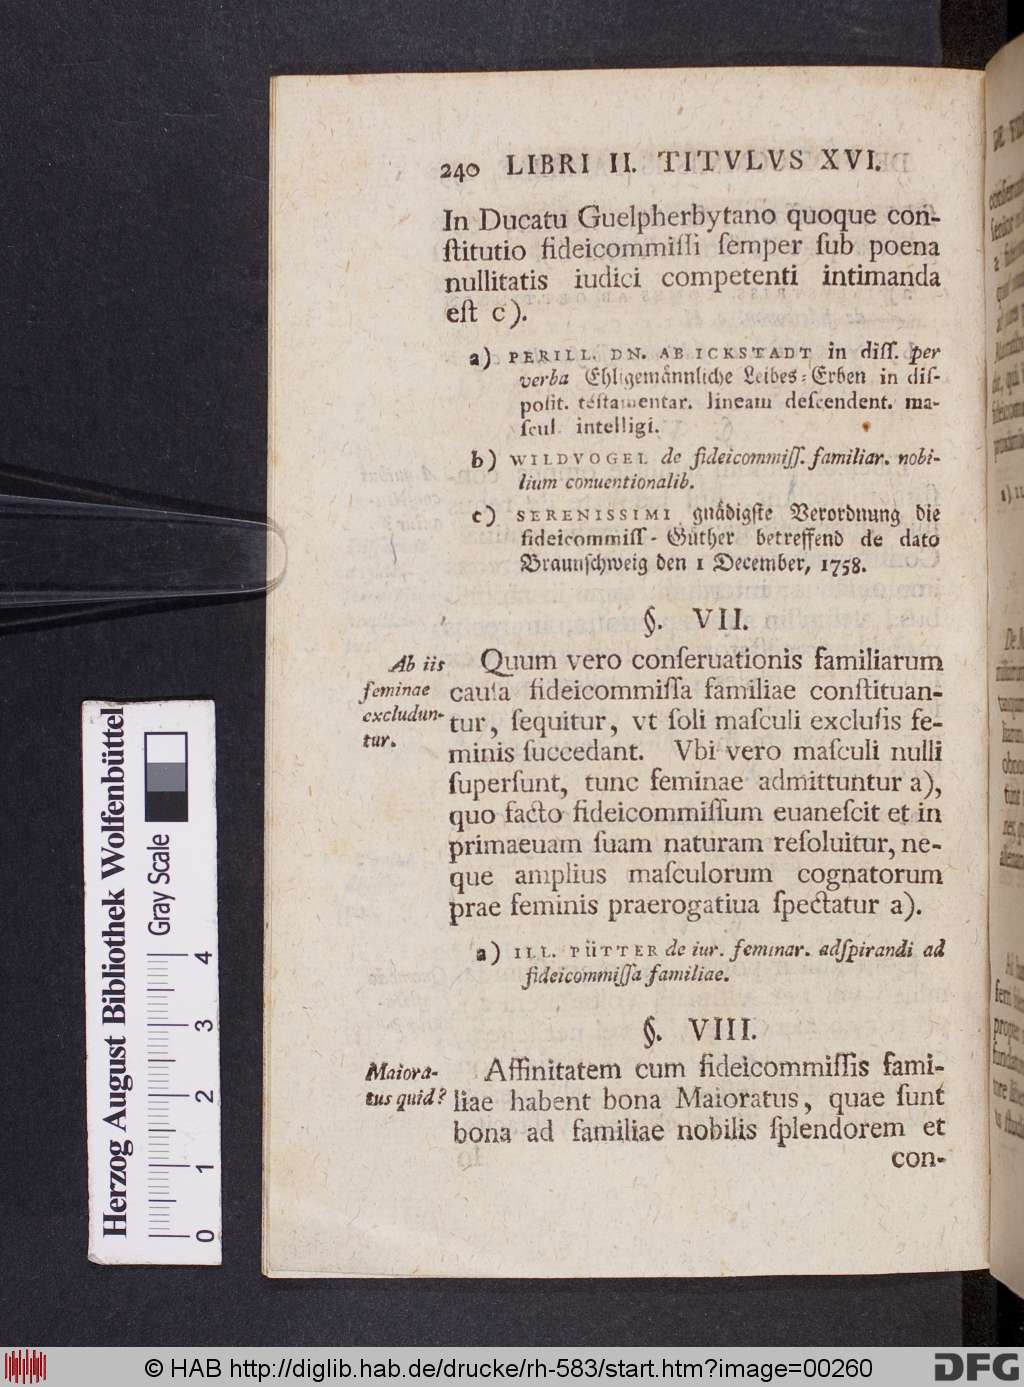 240 LIBRI II. TITVLVS XVI.
In Ducatu Guelpherbytano quoque con-
ſtitutio fideicommiſſi ſemper ſub poena
nullitatis iudici competenti intimanda
eſt c).
a) PERILL. DN. AB ICKSTADT in diſſ. per
verba Ehligemännliche Leibes-Erben in diſ-
poſit. teſtamentar. lineam deſcendent. ma-
ſcul. intelligi.
b) WILDVOGEL de fideicommiſſ. familiar. nobi-
lium conuentionalib.
c) SERENISSIMI gnädigſte Verordnung die
fideicommiſſ-Güther betreffend de dato
Braunſchweig den 1 December, 1758.
§. VII.
Ab iis
feminae
excludun-
tur.
Quum vero conſeruationis familiarum
cauſa fideicommiſſa familiae conſtituan-
tur, ſequitur, vt ſoli maſculi excluſis fe-
minis ſuccedant. Vbi vero maſculi nulli
ſuperſunt, tunc feminae admittuntur a),
quo facto fideicommiſſum euaneſcit et in
primaeuam ſuam naturam reſoluitur, ne-
que amplius maſculorum cognatorum
prae feminis praerogatiua ſpectatur a).
a) ILL. PÜTTER de iur. feminar. adſpirandi ad
fideicommiſſa familiae.
§. VIII.
Maiora-
tus quid?
Affinitatem cum fideicommiſſis fami-
liae habent bona Maioratus, quae ſunt
bona ad familiae nobilis ſplendorem et
con-
Herzog August Bibliothek Wolfenbüttel
Gray Scale
0 1 2 3 4
© HAB http://diglib.hab.de/drucke/rh-583/start.htm?image=00260
DFG